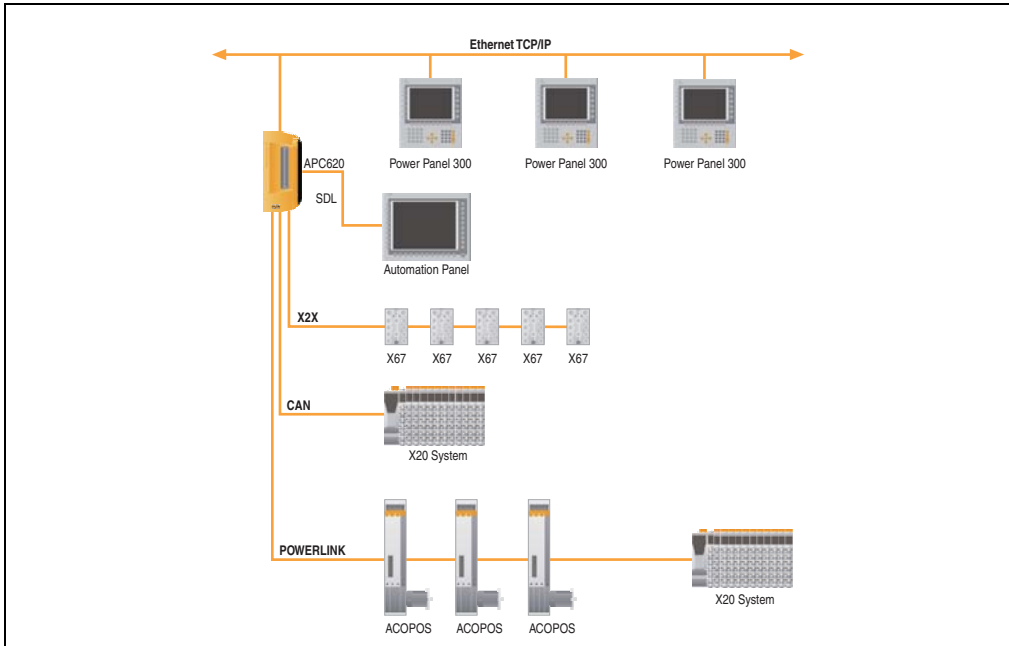 Ethernet TCP/IP
Power Panel 300
Power Panel 300
Power Panel 300
APC620
SDL
Automation Panel
X2X
X67
X67
X67
X67
X67
CAN
X20 System
POWERLINK
X20 System
ACOPOS
ACOPOS
ACOPOS